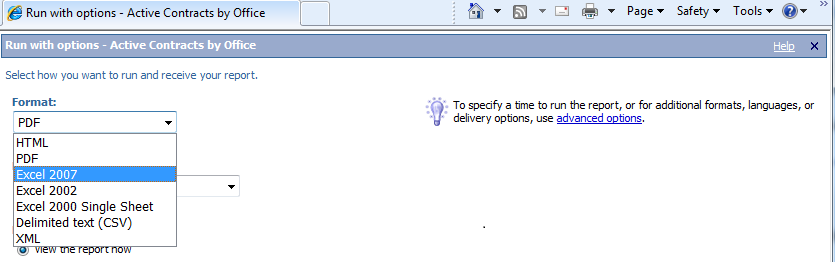 Run with options - Active Contracts by Office
Page Safety Tools
Run with options - Active Contracts by Office
Help
Select how you want to run and receive your report.
Format:
PDF
To specify a time to run the report, or for additional formats, languages, or
delivery options, use advanced options.
HTML
PDF
Excel 2007
Excel 2002
Excel 2000 Single Sheet
Delimited text (CSV)
XML
View the report now